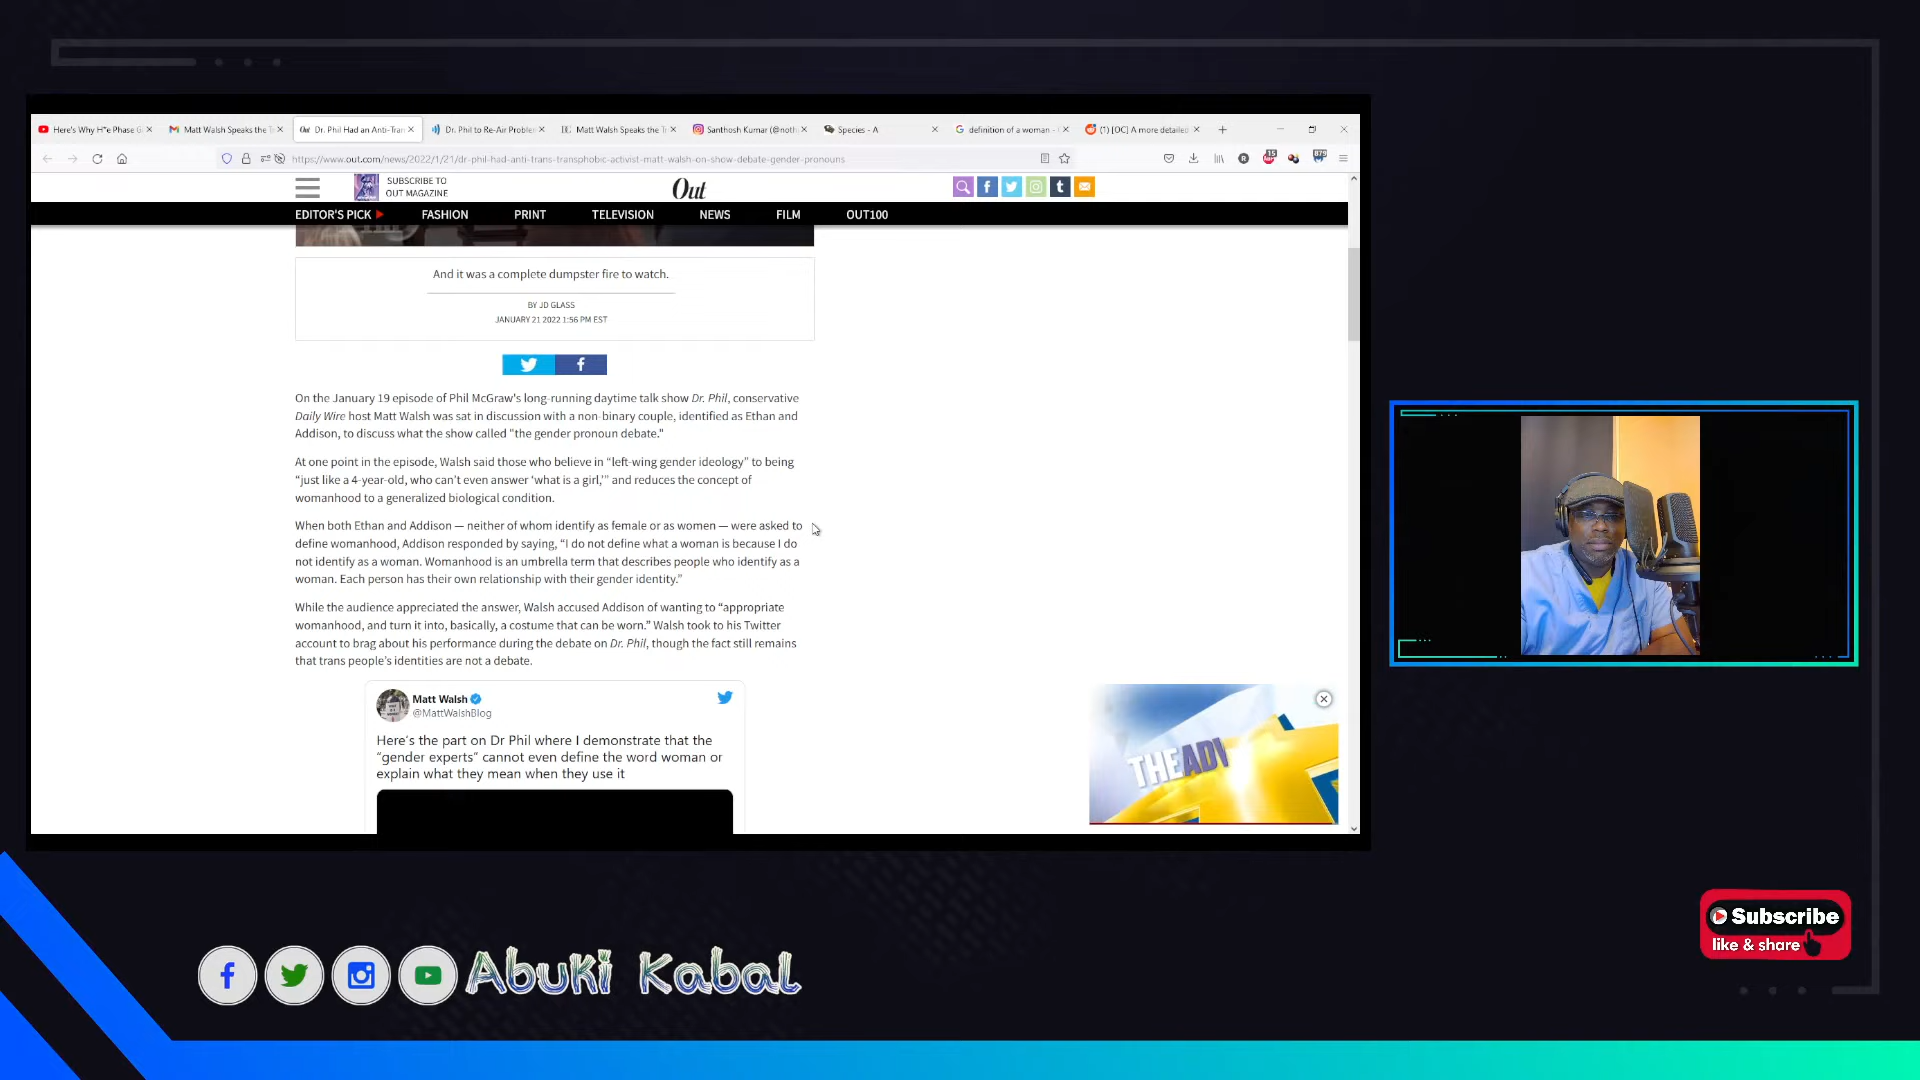 Here's Why H*e Phase G
Matt Walsh Speaks the T
Out Dr. Phil Had an Anti-Tran
Dr. Phil to Re-Air Proble
Matt Walsh Speaks the Tr
Santhosh Kumar (@noth
Species - A
definition of a woman -
(1) [OC] A more detailed
https://www.out.com/news/2022/1/21/dr-phil-had-anti-trans-transphobic-activist-matt-walsh-on-show-debate-gender-pronouns
SUBSCRIBE TO
OUT MAGAZINE
Out
EDITOR'S PICK
FASHION
PRINT
TELEVISION
NEWS
FILM
OUT100
And it was a complete dumpster fire to watch.
BY JD GLASS
JANUARY 21 2022 1:56 PM EST
On the January 19 episode of Phil McGraw's long-running daytime talk show Dr. Phil, conservative
Daily Wire host Matt Walsh was sat in discussion with a non-binary couple, identified as Ethan and
Addison, to discuss what the show called “the gender pronoun debate.”
At one point in the episode, Walsh said those who believe in “left-wing gender ideology” to being
“just like a 4-year-old, who can’t even answer ‘what is a girl,’” and reduces the concept of
womanhood to a generalized biological condition.
When both Ethan and Addison — neither of whom identify as female or as women — were asked to
define womanhood, Addison responded by saying, “I do not define what a woman is because I do
not identify as a woman. Womanhood is an umbrella term that describes people who identify as a
woman. Each person has their own relationship with their gender identity.”
While the audience appreciated the answer, Walsh accused Addison of wanting to “appropriate
womanhood, and turn it into, basically, a costume that can be worn.” Walsh took to his Twitter
account to brag about his performance during the debate on Dr. Phil, though the fact still remains
that trans people’s identities are not a debate.
Matt Walsh
@MattWalshBlog
Here's the part on Dr Phil where I demonstrate that the
“gender experts” cannot even define the word woman or
explain what they mean when they use it
THE ADV
Subscribe
like & share
Abuki Kabal